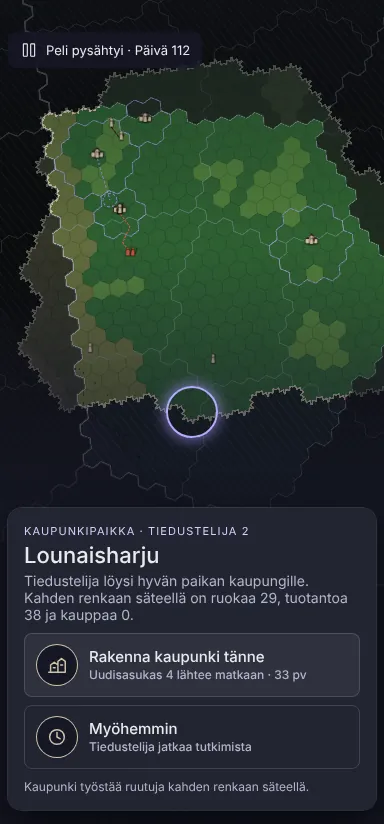 Peli pysähtyi · Päivä 112
KAUPUNKIPAIKKA · TIEDUSTELIJA 2
Lounaisharju
Tiedustelija löysi hyvän paikan kaupungille.
Kahden renkaan säteellä on ruokaa 29, tuotantoa
38 ja kauppaa 0.
Rakenna kaupunki tänne
Uudisasukas 4 lähtee matkaan · 33 pv
Myöhemmin
Tiedustelija jatkaa tutkimista
Kaupunki työstää ruutuja kahden renkaan säteellä.